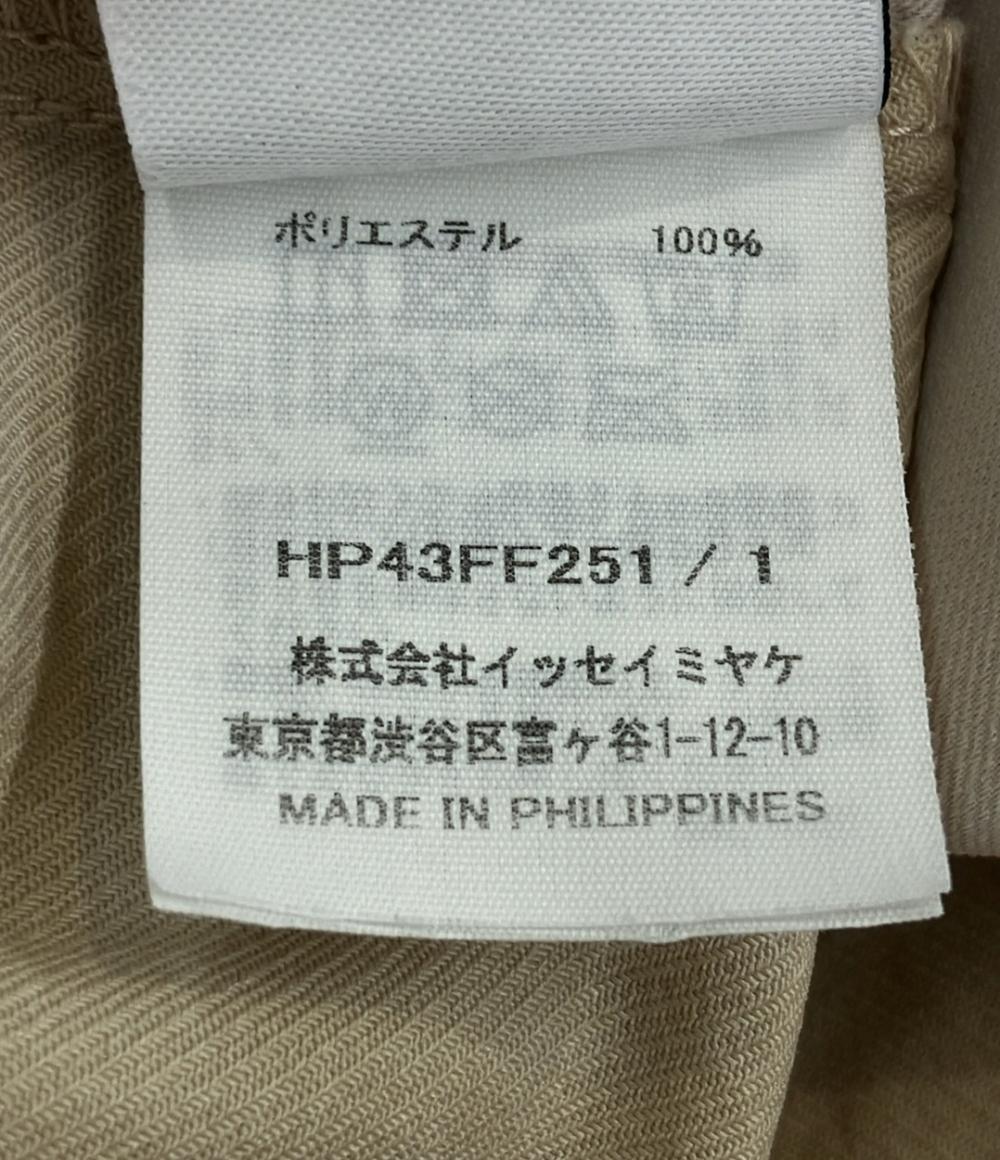 ポリエステル 100%
HP43FF251 / 1
株式会社イッセイミヤケ
東京都渋谷区富ヶ谷1-12-10
MADE IN PHILIPPINES